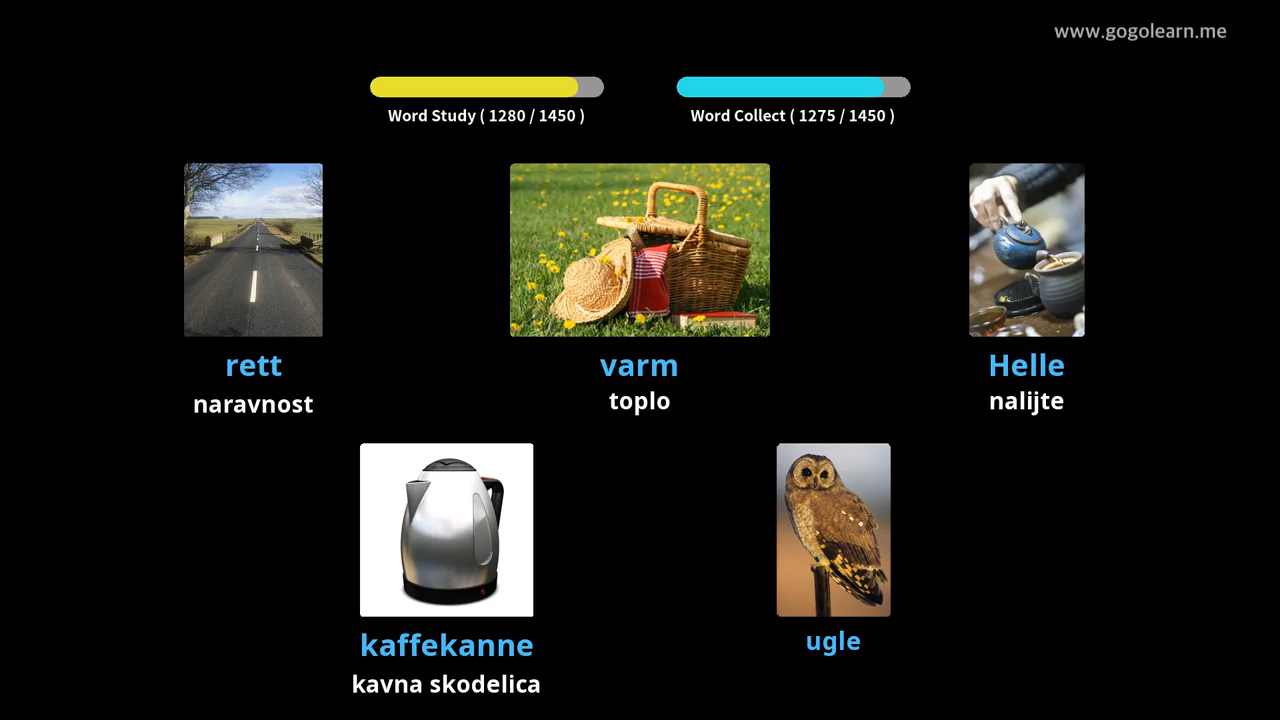 www.gogolearn.me
Word Study ( 1280 / 1450 )
Word Collect ( 1275 / 1450 )
rett
naravnost
varm
toplo
Helle
nalijte
kaffekanne
kavna skodelica
ugle